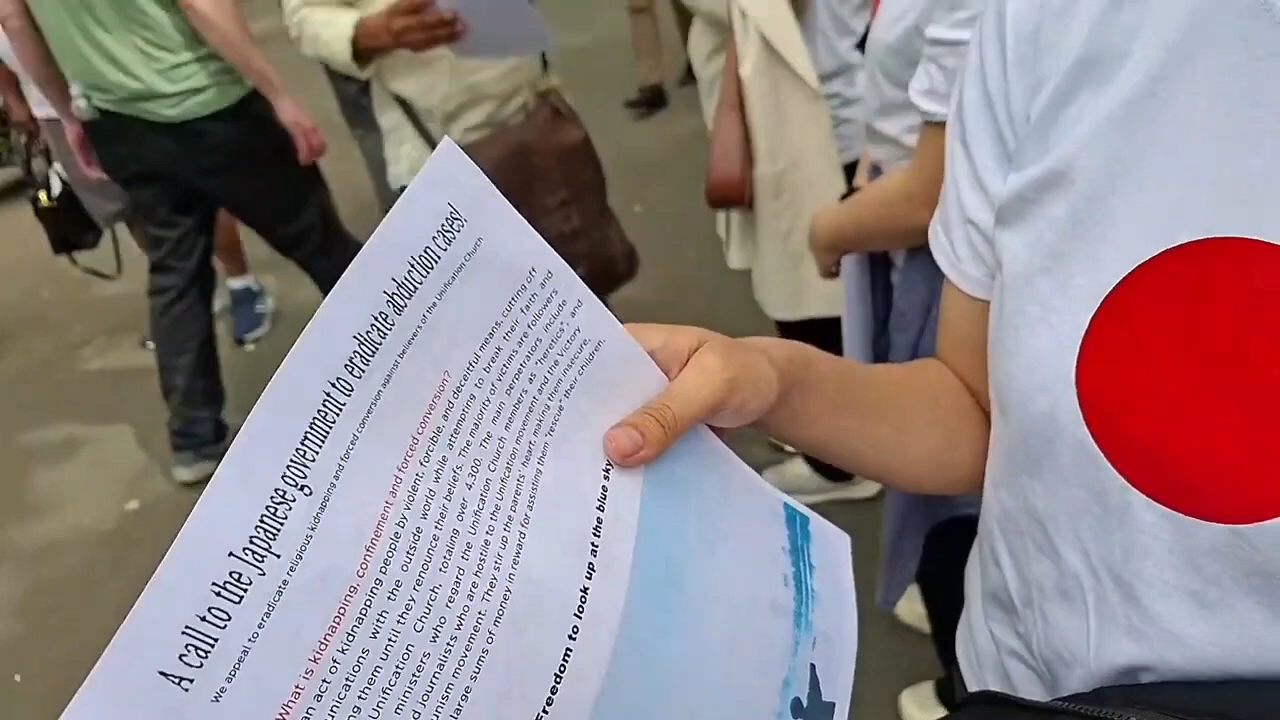 A call to the Japanese government to eradicate abduction cases!
We appeal to eradicate religious kidnapping and forced conversion against believers of the Unification Church
What is kidnapping, confinement and forced conversion?
an act of kidnapping people by violent, forcible, and deceitful means, cutting off
unications with the outside world while attempting to break their faith and
ng them until they renounce their beliefs. The majority of victims are followers
Unification Church, totaling over 4,300. The main perpetrators include
ministers who regard the Unification Church members as "heretics", and
d journalists who are hostile to the Unification movement and the Victory
unism movement. They stir up the parents' heart, making them insecure,
large sums of money in reward for assisting them "rescue" their children.
Freedom to look up at the blue sky